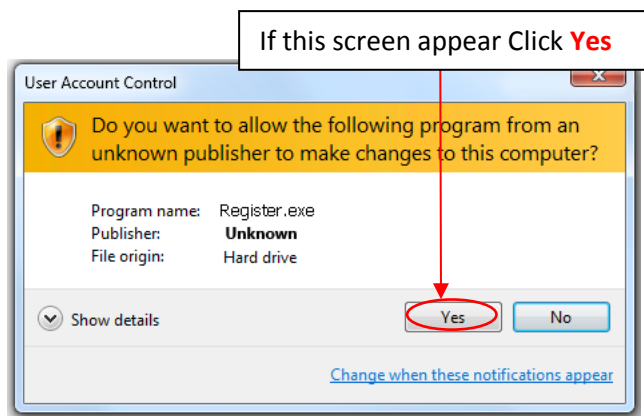 If this screen appear Click Yes
User Account Control
Do you want to allow the following program from an
unknown publisher to make changes to this computer?
Program name: Register.exe
Publisher: Unknown
File origin: Hard drive
Show details
Yes No
Change when these notifications appear